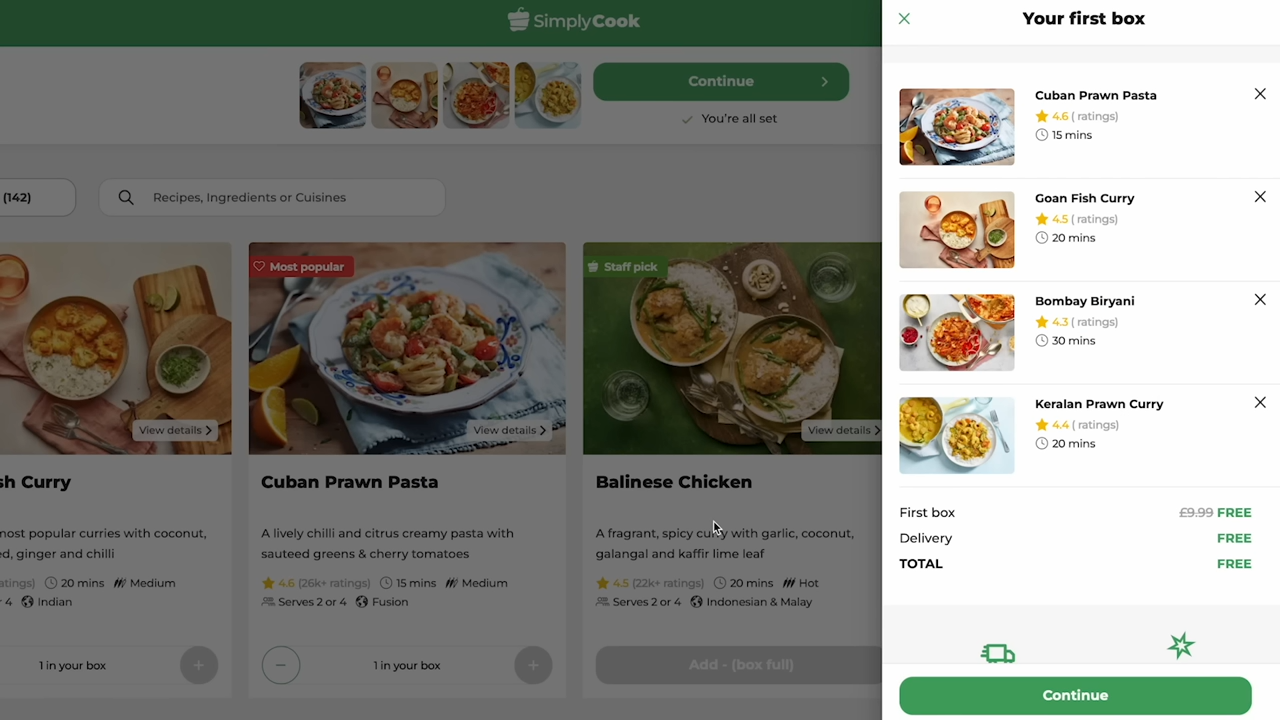 SimplyCook
Continue
You're all set
(142)
Recipes, Ingredients or Cuisines
View details
sh Curry
most popular curries with coconut,
ed, ginger and chilli
atings) 20 mins Medium
or 4 Indian
1 in your box
Most popular
View details
Cuban Prawn Pasta
A lively chilli and citrus creamy pasta with
sauteed greens & cherry tomatoes
4.6 (26k+ ratings) 15 mins Medium
Serves 2 or 4 Fusion
1 in your box
Staff pick
View details
Balinese Chicken
A fragrant, spicy curry with garlic, coconut,
galangal and kaffir lime leaf
4.5 (22k+ ratings) 20 mins Hot
Serves 2 or 4 Indonesian & Malay
Add - (box full)
Your first box
Cuban Prawn Pasta
4.6 ( ratings)
15 mins
Goan Fish Curry
4.5 ( ratings)
20 mins
Bombay Biryani
4.3 ( ratings)
30 mins
Keralan Prawn Curry
4.4 ( ratings)
20 mins
First box £9.99 FREE
Delivery FREE
TOTAL FREE
Continue